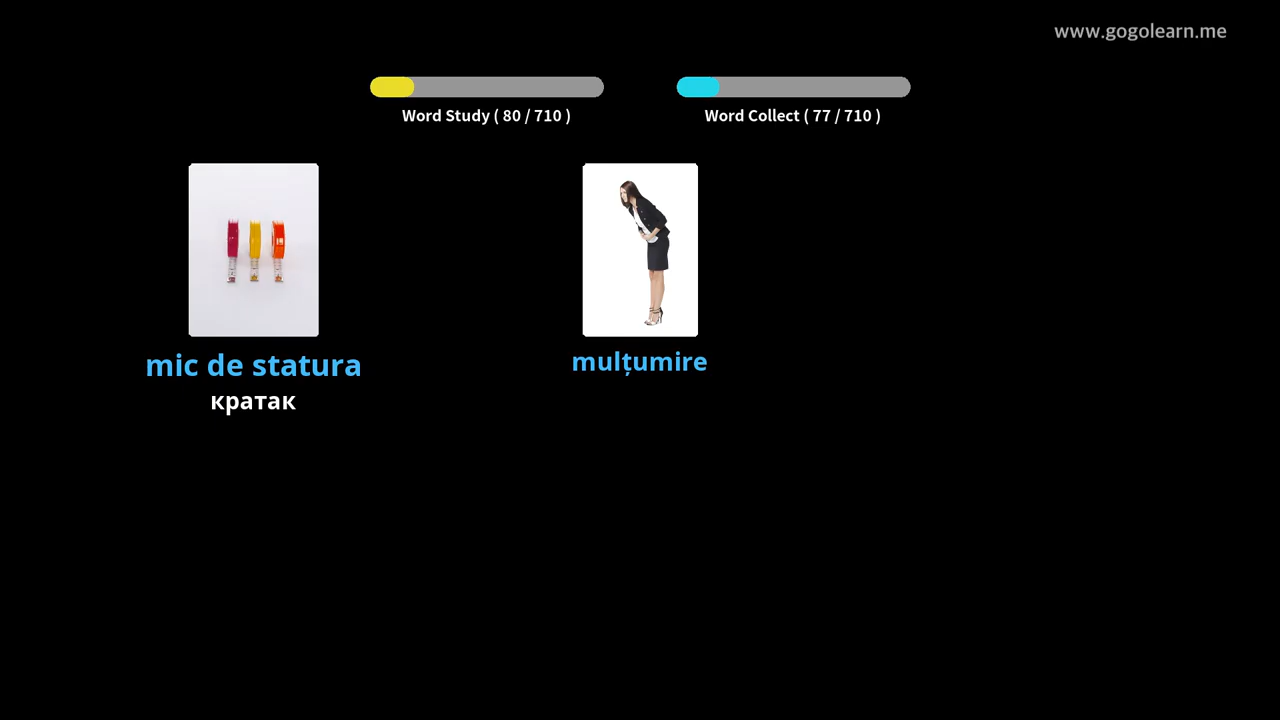 www.gogolearn.me
Word Study ( 80 / 710 )
Word Collect ( 77 / 710 )
mic de statura
кратак
mulțumire